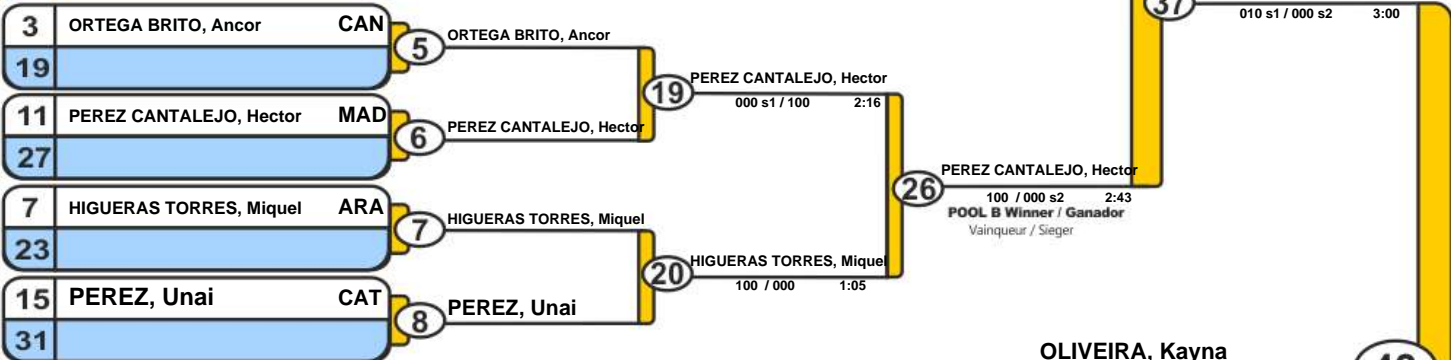 3 ORTEGA BRITO, Ancor CAN
19
5 ORTEGA BRITO, Ancor
11 PEREZ CANTALEJO, Hector MAD
27
6 PEREZ CANTALEJO, Hector
19 PEREZ CANTALEJO, Hector
000 s1 / 100 2:16
7 HIGUERAS TORRES, Miquel ARA
23
7 HIGUERAS TORRES, Miquel
15 PEREZ, Unai CAT
31
8 PEREZ, Unai
20 HIGUERAS TORRES, Miquel
100 / 000 1:05
26 PEREZ CANTALEJO, Hector
100 / 000 s2 2:43
POOL B Winner / Ganador
Vainqueur / Sieger
37
010 s1 / 000 s2 3:00
OLIVEIRA, Kayna